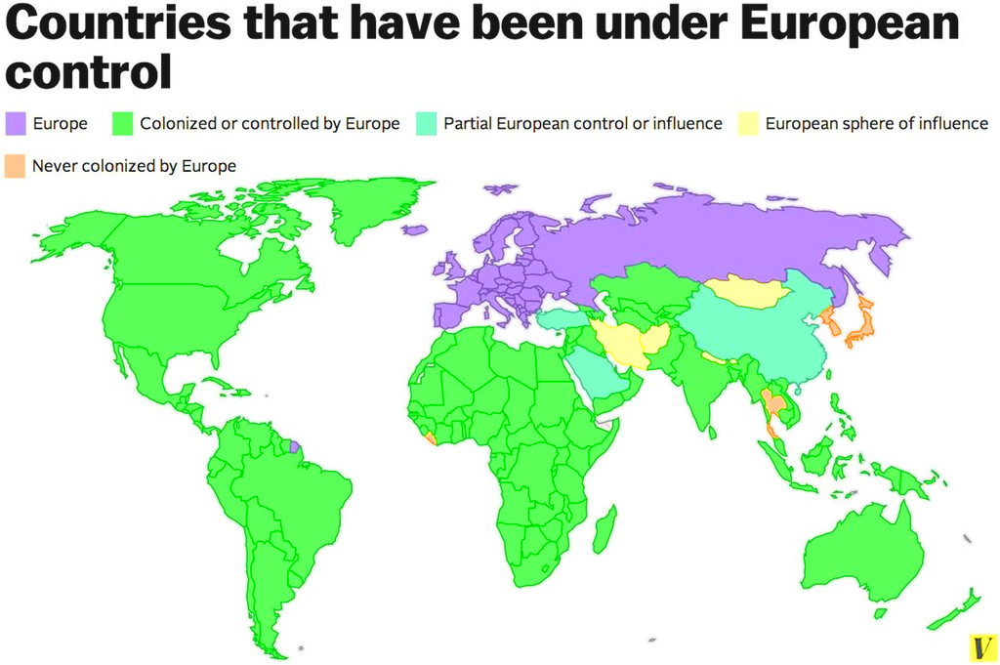 Countries that have been under European
control
Europe
Colonized or controlled by Europe
Partial European control or influence
European sphere of influence
Never colonized by Europe
V